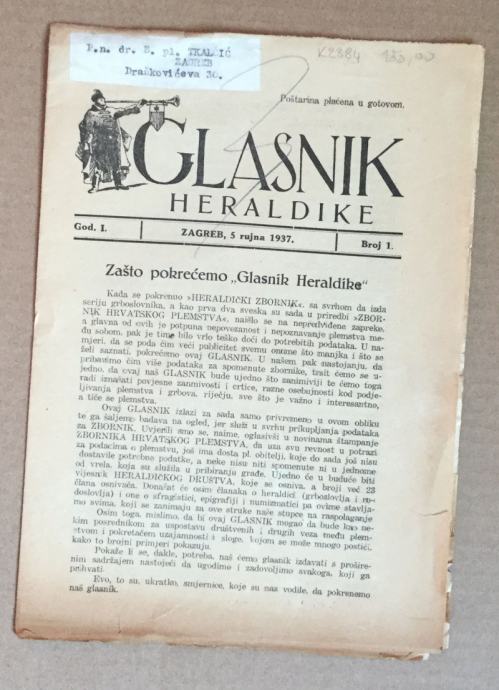 P.n. dr. E. pl. TKALČIĆ
ZAGREB
Draškovićeva 30.
K2884 180,00
Poštarina plaćena u gotovom.
GLASNIK
HERALDIKE
God. I.
ZAGREB, 5 rujna 1937.
Broj 1.
Zašto pokrećemo „Glasnik Heraldike“
Kada se pokrenuo »HERALDIČKI ZBORNIK«, sa svrhom da izda
seriju grboslovnika, a kao prva dva sveska su sada u priredbi »ZBOR-
NIK HRVATSKOG PLEMSTVA«, naišlo se na nepredviđene zapreke,
a glavna od ovih je potpuna nepovezanost i nepoznavanje plemstva me-
đu sobom, pak je time bilo vrlo teško doći do potrebitih podataka. U na-
mjeri, da se poda čim veći publicitet svemu onome što manjka i što se
želi saznati, pokrećemo ovaj GLASNIK. U našem pak nastojanju, da
pribavimo čim više podataka za spomenute zbornike, trait ćemo se u-
jedno, da ovaj naš GLASNIK bude ujedno što zanimiviji te ćemo toga
radi iznašati povjesne zanmivosti i crtice, razne osebujnosti kod podje-
ljivanja plemstva i grbova, riječju, sve što je važno i interesantno,
a tiče se plemstva.
Ovaj GLASNIK izlazi za sada samo privremeno u ovom obliku
te ga šaljemo badava na ogled, jer služi u svrhu prikupljanja podataka
za ZBORNIK. Uvjerili smo se, naime, oglasivši u novinama štampanje
ZBORNIKA HRVATSKOG PLEMSTVA, da uza svu revnost u potrazi
za podacima o plemstvu, još ima dosta pl. obitelji, koje do sada još nisu
dostavile potrebne podatke, a neke nisu niti spomenute ni u jednome
od vrela, koja su služila u pribiranju građe. Ujedno će u buduće biti
vijesnik HERALDIČKOG DRUŠTVA, koje se osniva, a broji već 23
člana osnivača. Donašat će osim članaka o heraldici (grboslovlja i ro-
doslovlja) i one o sfragistici, epigrafiji i numizmatici pa ovime stavlja-
mo svima, koji se zanimaju za ove struke naše stupce na raspolaganje
Osim toga, mislimo, da bi ovaj GLASNIK mogao da bude kao ne-
kim posrednikom za uspostavu društvenih i drugih veza među plem-
stvom i pokretačem uzajamnosti i sloge, kojom se može mnogo postići,
kako to brojni primjeri pokazuju.
Pokaže li se, dakle, potreba, naš ćemo glasnik izdavati s prošire-
nim sadržajem nastojeći da ugodimo i zadovoljimo svakoga, koji ga
prihvati.
Evo, to su, ukratko, smjernice, koje su nas vodile, da pokrenemo
naš glasnik.